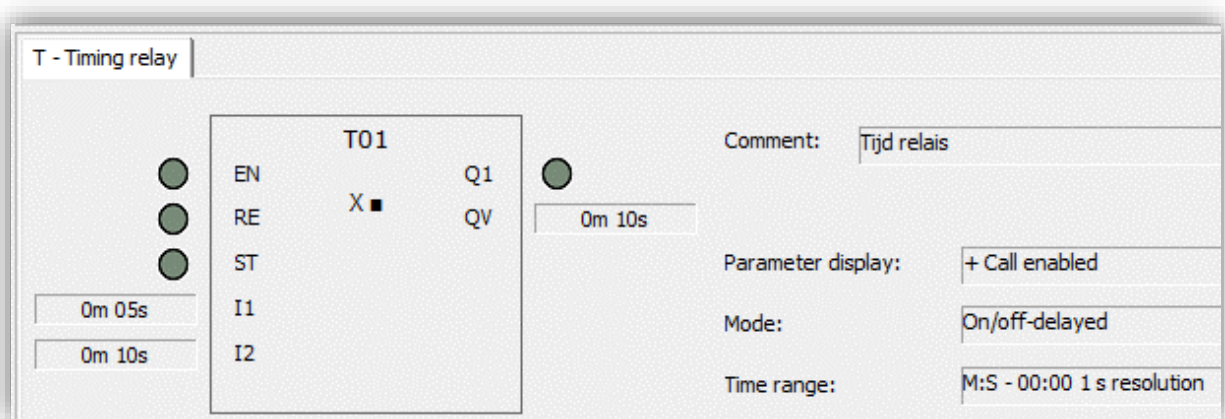 T - Timing relay
T01
EN
Q1
X ■
RE
QV
0m 10s
ST
0m 05s
I1
0m 10s
I2
Comment:
Tijd relais
Parameter display:
+ Call enabled
Mode:
On/off-delayed
Time range:
M:S - 00:00 1 s resolution